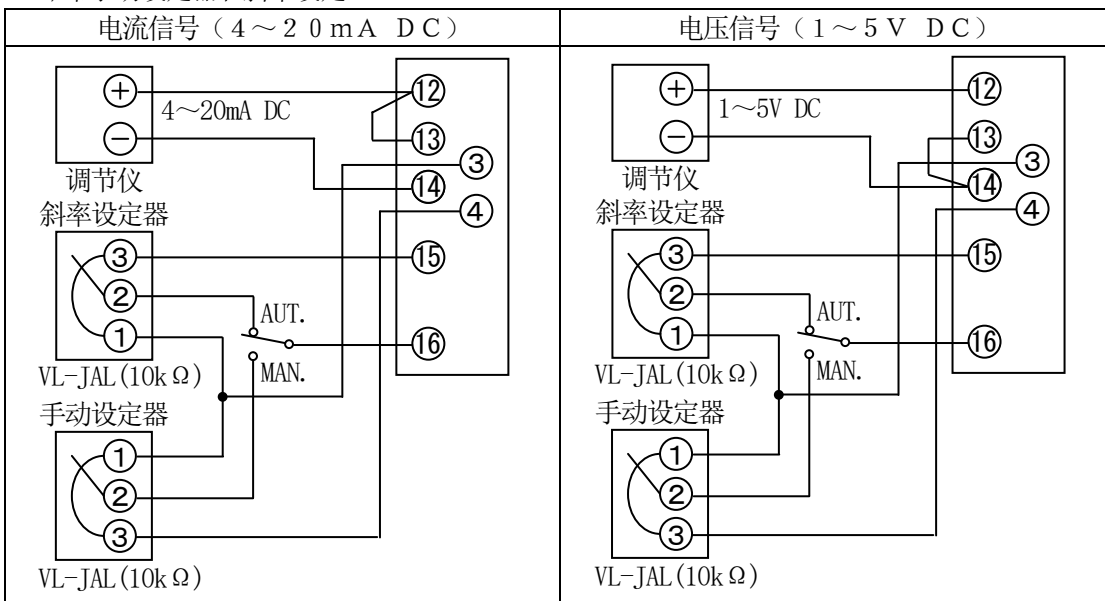 电流信号（４～２０ｍＡ　ＤＣ）
⊕
4～20mA DC
⊖
调节仪
⑫
⑬
③
⑭
④
⑮
⑯
斜率设定器
③
②
①
VL-JAL(10kΩ)
AUT.
MAN.
手动设定器
①
②
③
VL-JAL(10kΩ)
电压信号（１～５Ｖ　ＤＣ）
⊕
1～5V DC
⊖
调节仪
⑫
⑬
③
⑭
④
⑮
⑯
斜率设定器
③
②
①
VL-JAL(10kΩ)
AUT.
MAN.
手动设定器
①
②
③
VL-JAL(10kΩ)